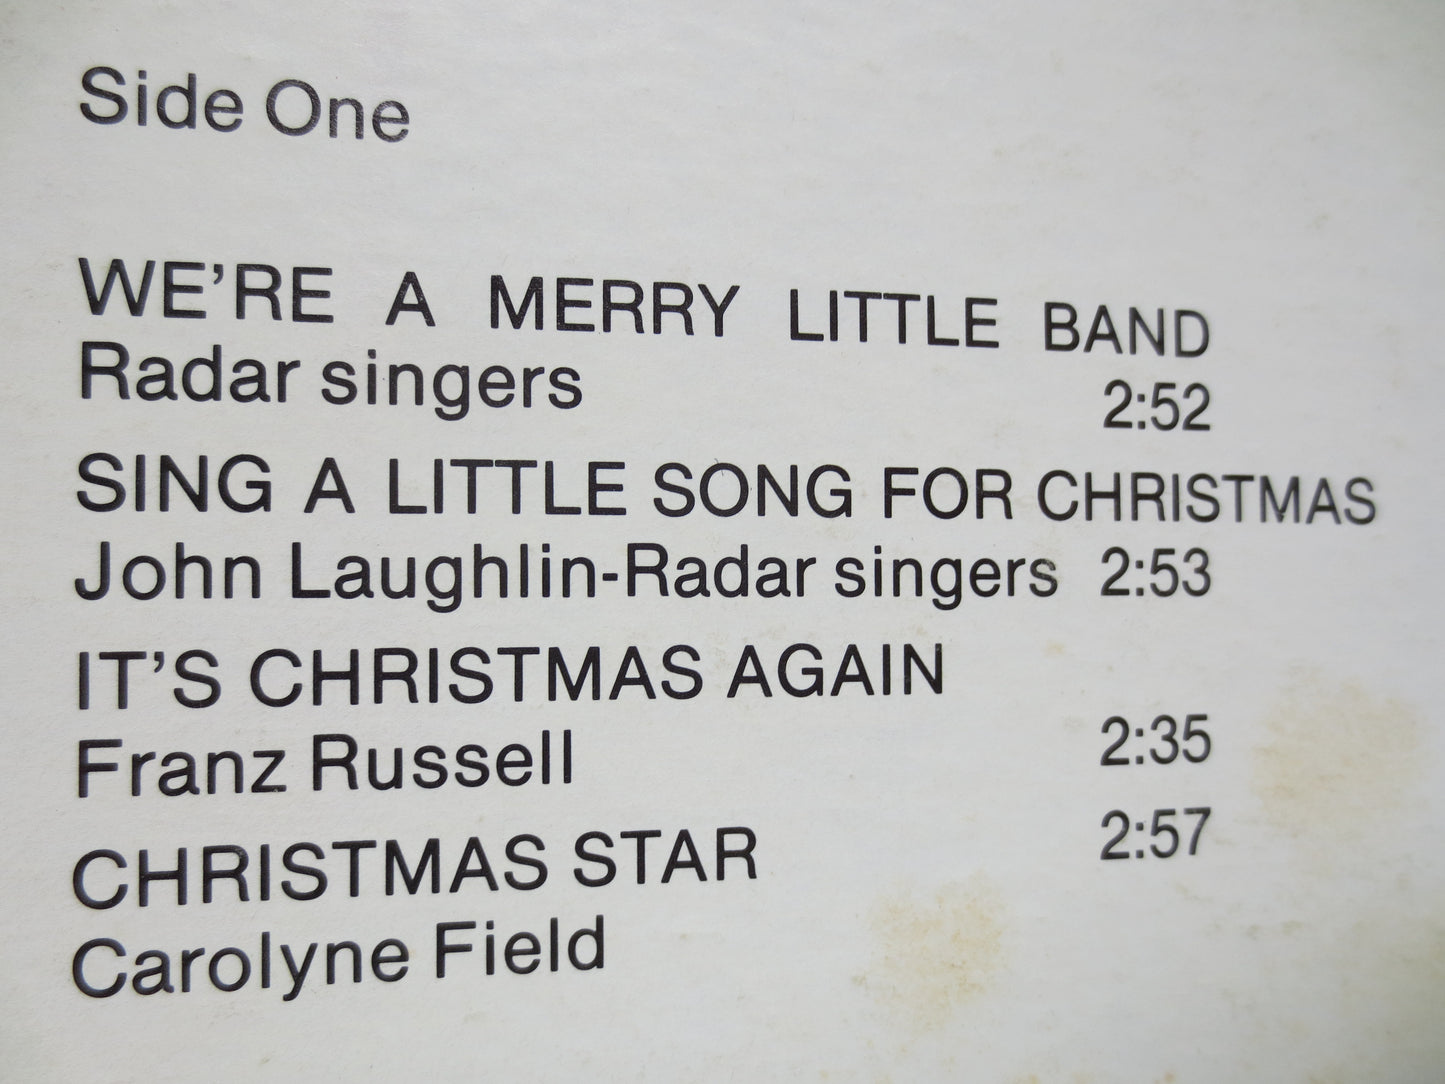 Side One
WE'RE A MERRY LITTLE BAND
Radar singers 2:52
SING A LITTLE SONG FOR CHRISTMAS
John Laughlin-Radar singers 2:53
IT'S CHRISTMAS AGAIN
Franz Russell 2:35
CHRISTMAS STAR 2:57
Carolyne Field